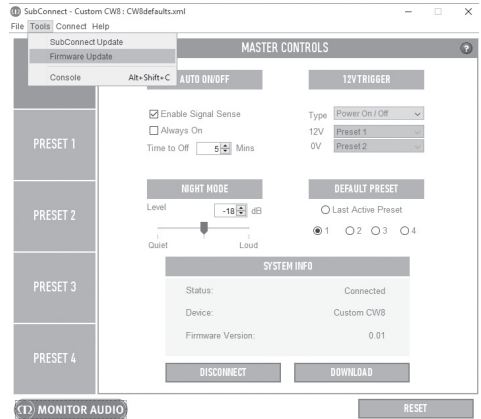 SubConnect - Custom CW8 : CW8defaults.xml
File Tools Connect Help
SubConnect Update
Firmware Update
Console Alt+Shift+C
MASTER CONTROLS ?
AUTO ON/OFF
Enable Signal Sense
Always On
Time to Off 5 Mins
12V TRIGGER
Type Power On / Off
12V Preset 1
0V Preset 2
PRESET 1
PRESET 2
PRESET 3
PRESET 4
NIGHT MODE
Level -18 dB
Quiet Loud
DEFAULT PRESET
Last Active Preset
1 2 3 4
SYSTEM INFO
Status: Connected
Device: Custom CW8
Firmware Version: 0.01
DISCONNECT DOWNLOAD
MONITOR AUDIO RESET